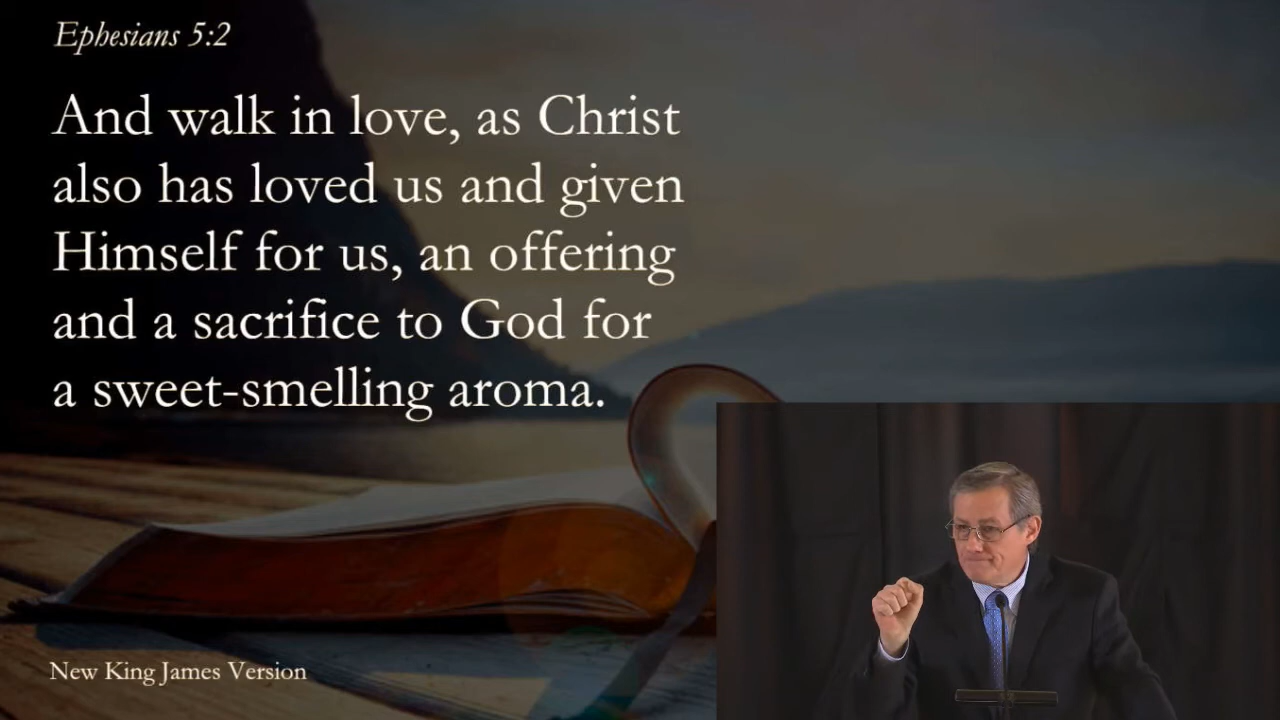 Ephesians 5:2
And walk in love, as Christ
also has loved us and given
Himself for us, an offering
and a sacrifice to God for
a sweet-smelling aroma.
New King James Version